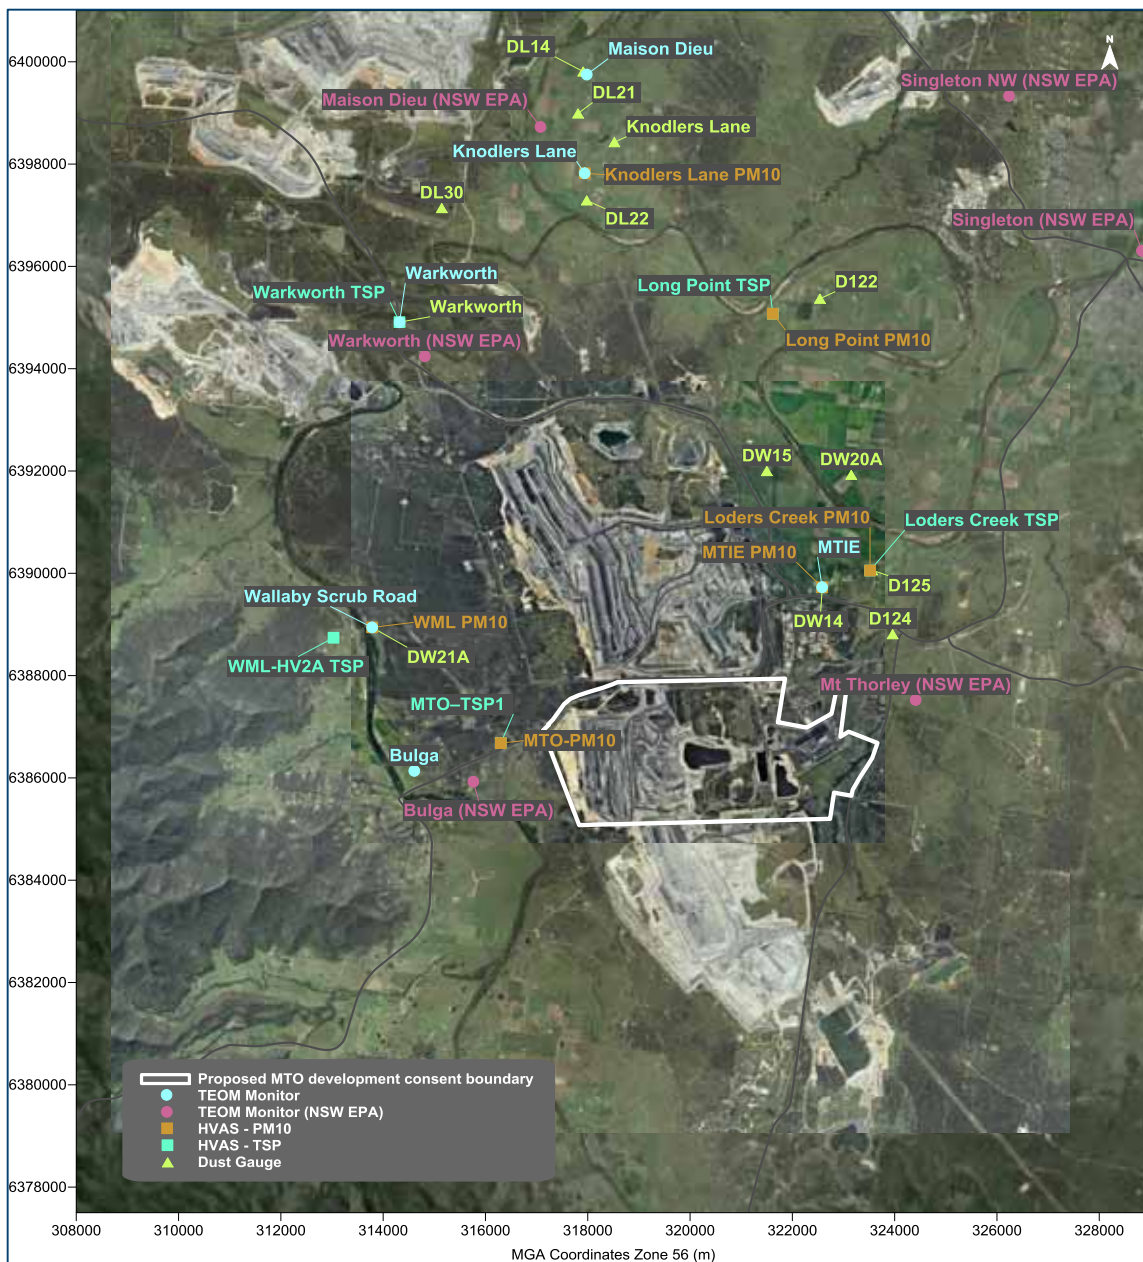 N
6400000
6398000
6396000
6394000
6392000
6390000
6388000
6386000
6384000
6382000
6380000
6378000
DL14
Maison Dieu
Singleton NW (NSW EPA)
Maison Dieu (NSW EPA)
DL21
Knodlers Lane
Knodlers Lane
Knodlers Lane PM10
DL30
DL22
Singleton (NSW EPA)
Warkworth
Warkworth TSP
Warkworth
Warkworth (NSW EPA)
Long Point TSP
D122
Long Point PM10
DW15
DW20A
Loders Creek PM10
Loders Creek TSP
MTIE PM10
MTIE
D125
DW14
D124
Wallaby Scrub Road
WML PM10
WML-HV2A TSP
DW21A
Mt Thorley (NSW EPA)
MTO–TSP1
MTO-PM10
Bulga
Bulga (NSW EPA)
Proposed MTO development consent boundary
TEOM Monitor
TEOM Monitor (NSW EPA)
HVAS - PM10
HVAS - TSP
Dust Gauge
308000 310000 312000 314000 316000 318000 320000 322000 324000 326000 328000
MGA Coordinates Zone 56 (m)